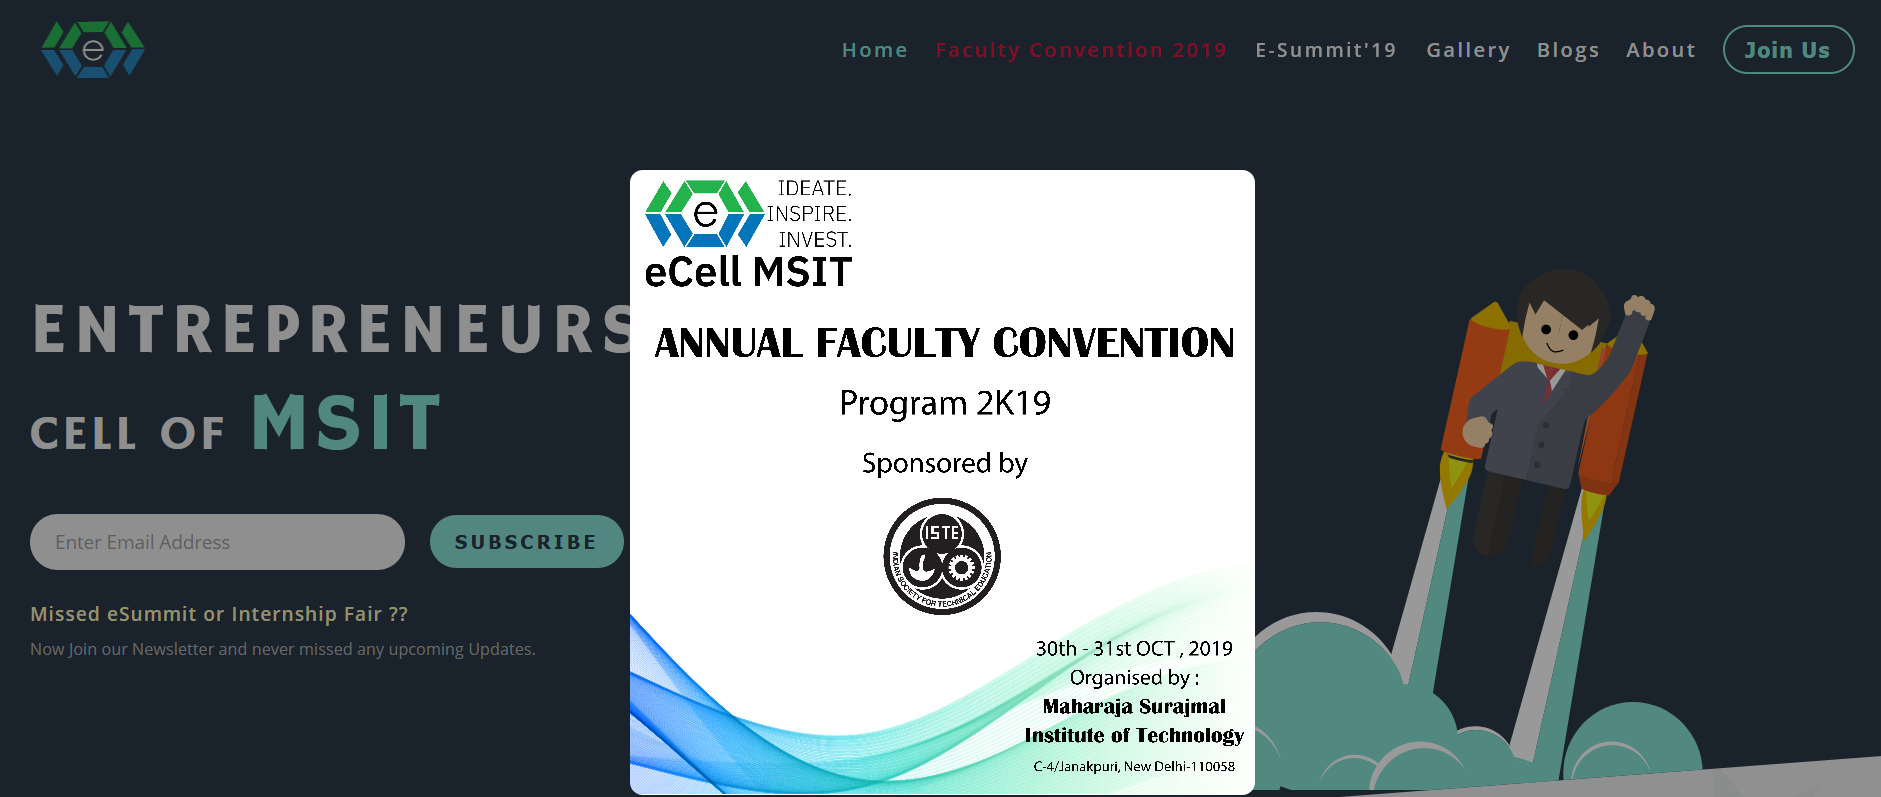 e
Home Faculty Convention 2019 E-Summit'19 Gallery Blogs About Join Us
ENTREPRENEURS
CELL OF MSIT
Enter Email Address SUBSCRIBE
Missed eSummit or Internship Fair ??
Now Join our Newsletter and never missed any upcoming Updates.
e
IDEATE.
INSPIRE.
INVEST.
eCell MSIT
ANNUAL FACULTY CONVENTION
Program 2K19
Sponsored by
ISTE
INDIAN SOCIETY FOR TECHNICAL EDUCATION
30th - 31st OCT , 2019
Organised by :
Maharaja Surajmal
Institute of Technology
C-4/Janakpuri, New Delhi-110058